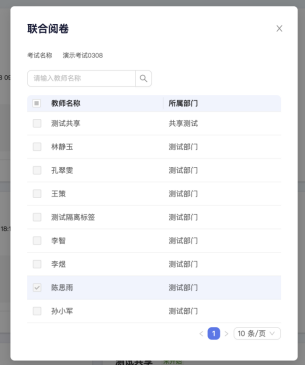 联合阅卷
考试名称 演示考试0308
请输入教师名称
教师名称 所属部门
测试共享 共享测试
林静玉 测试部门
孔翠雯 测试部门
王策 测试部门
测试隔离标签 测试部门
李智 测试部门
李煜 测试部门
陈思雨 测试部门
孙小军 测试部门
1 10 条/页
测试共享